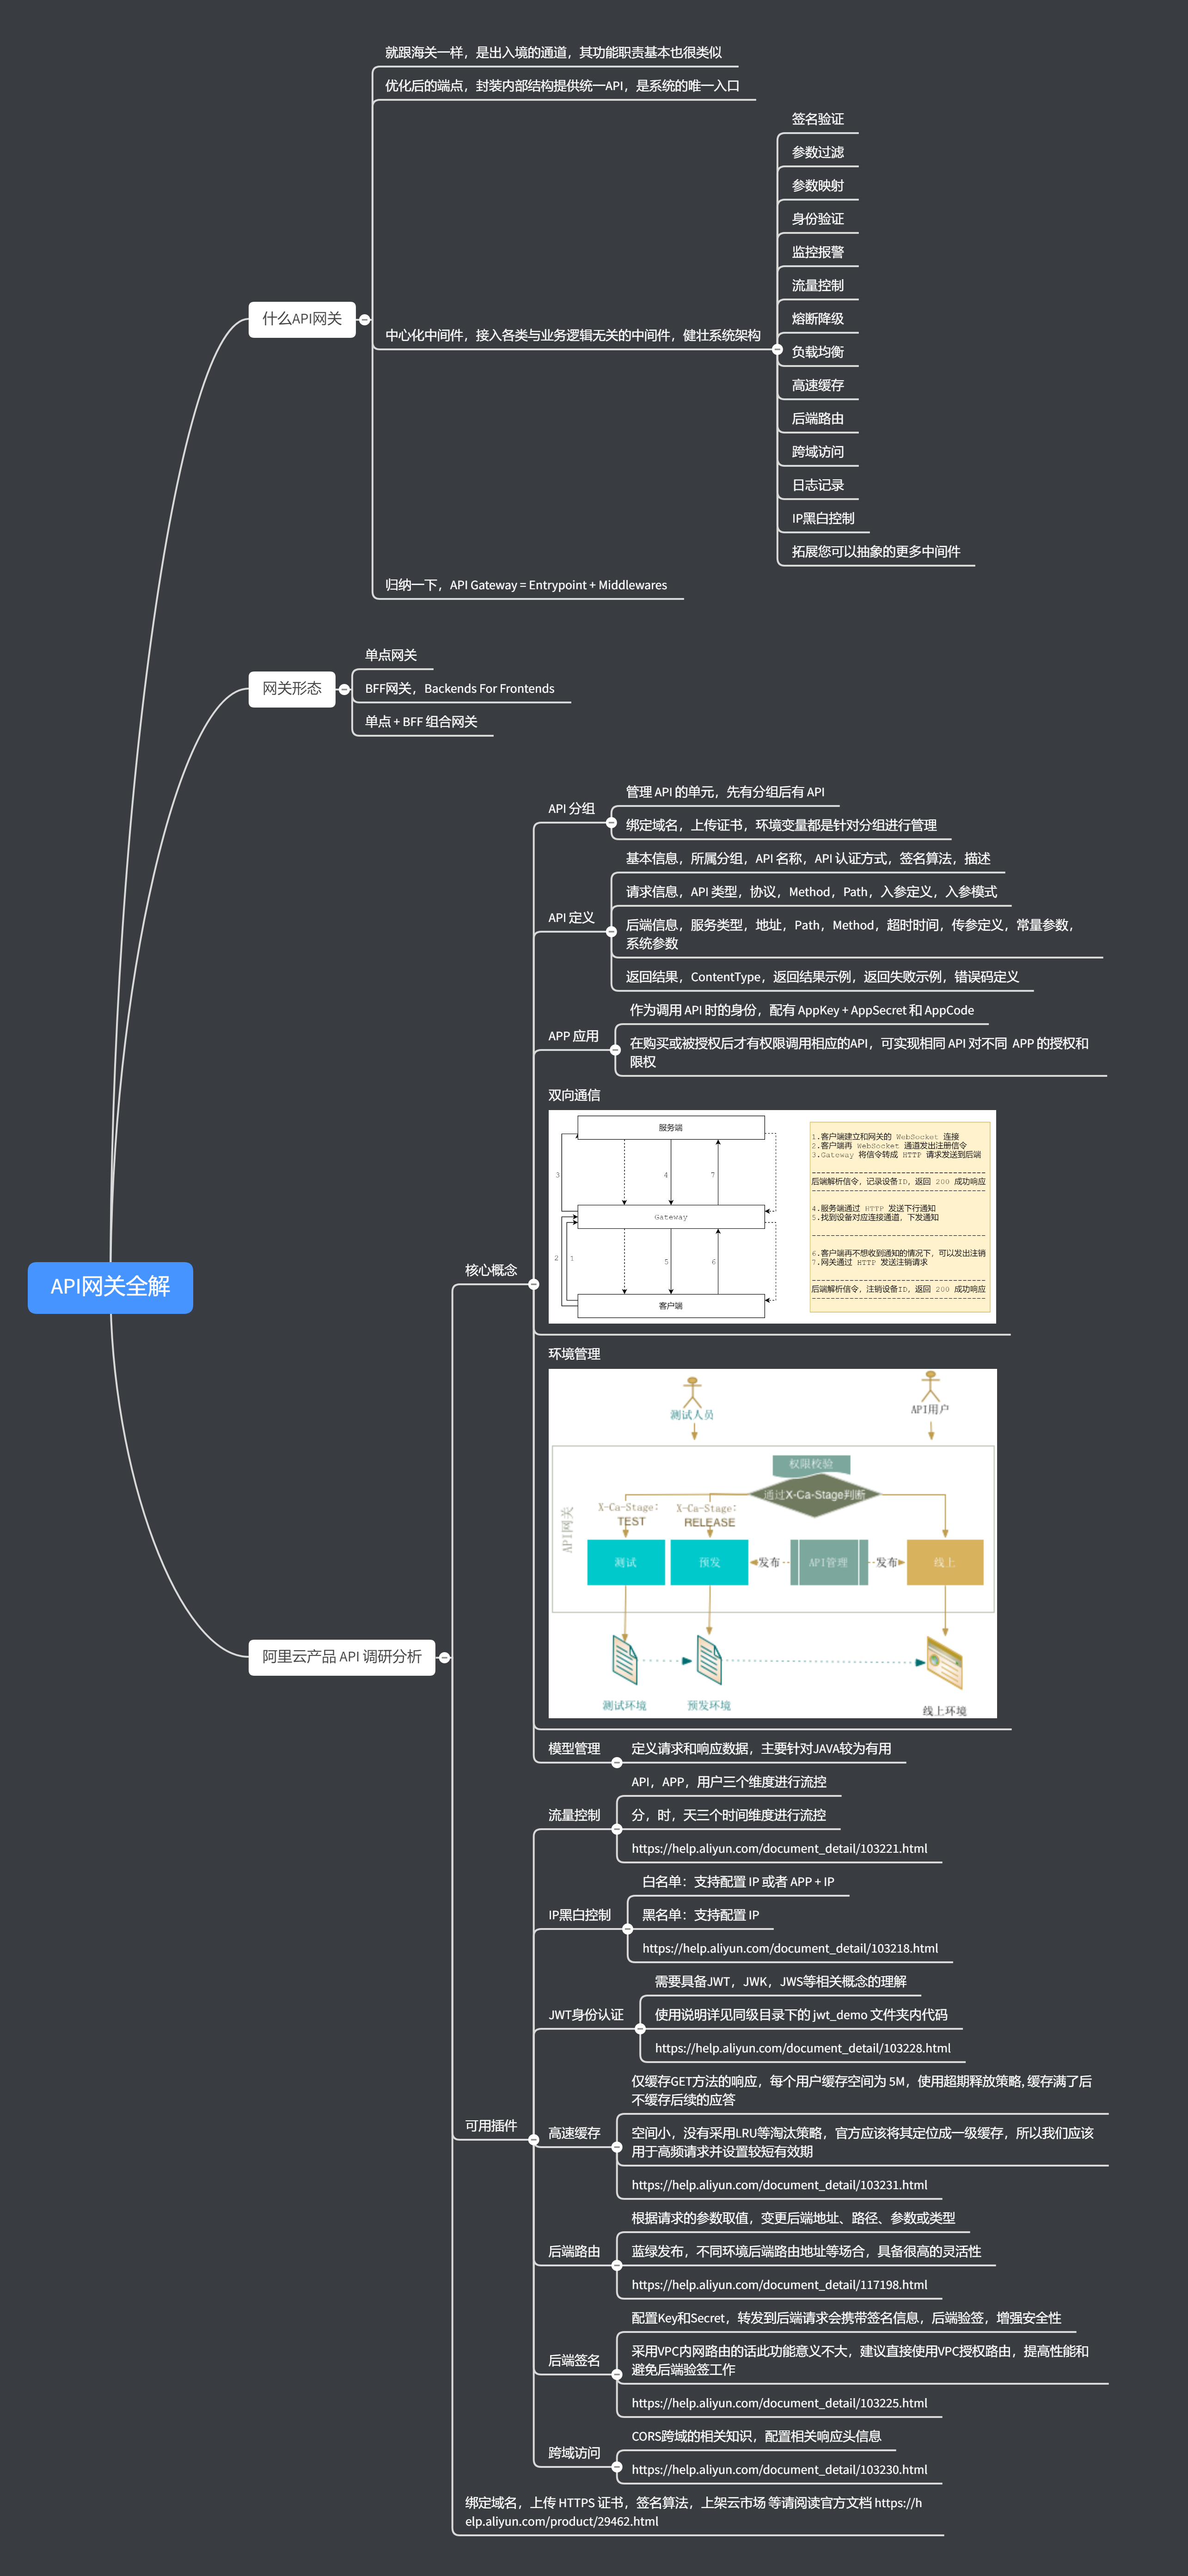 API网关全解
什么API网关
就跟海关一样，是出入境的通道，其功能职责基本也很类似
优化后的端点，封装内部结构提供统一API，是系统的唯一入口
中心化中间件，接入各类与业务逻辑无关的中间件，健壮系统架构
签名验证
参数过滤
参数映射
身份验证
监控报警
流量控制
熔断降级
负载均衡
高速缓存
后端路由
跨域访问
日志记录
IP黑白控制
拓展您可以抽象的更多中间件
归纳一下，API Gateway = Entrypoint + Middlewares
网关形态
单点网关
BFF网关，Backends For Frontends
单点 + BFF 组合网关
阿里云产品 API 调研分析
核心概念
API 分组
管理 API 的单元，先有分组后有 API
绑定域名，上传证书，环境变量都是针对分组进行管理
API 定义
基本信息，所属分组，API 名称，API 认证方式，签名算法，描述
请求信息，API 类型，协议，Method，Path，入参定义，入参模式
后端信息，服务类型，地址，Path，Method，超时时间，传参定义，常量参数，
系统参数
返回结果，ContentType，返回结果示例，返回失败示例，错误码定义
APP 应用
作为调用 API 时的身份，配有 AppKey + AppSecret 和 AppCode
在购买或被授权后才有权限调用相应的API，可实现相同 API 对不同 APP 的授权和
限权
双向通信
服务端
3
4
7
Gateway
2
1
5
6
客户端
1.客户端建立和网关的 WebSocket 连接
2.客户端再 WebSocket 通道发出注册信令
3.Gateway 将信令转成 HTTP 请求发送到后端
后端解析信令，记录设备ID，返回 200 成功响应
4.服务端通过 HTTP 发送下行通知
5.找到设备对应连接通道，下发通知
6.客户端再不想收到通知的情况下，可以发出注销
7.网关通过 HTTP 发送注销请求
后端解析信令，注销设备ID，返回 200 成功响应
环境管理
测试人员
API用户
API网关
权限校验
通过X-Ca-Stage判断
X-Ca-Stage：
TEST
X-Ca-Stage：
RELEASE
测试
预发
发布
API管理
发布
线上
测试环境
预发环境
线上环境
模型管理
定义请求和响应数据，主要针对JAVA较为有用
可用插件
流量控制
API，APP，用户三个维度进行流控
分，时，天三个时间维度进行流控
https://help.aliyun.com/document_detail/103221.html
IP黑白控制
白名单：支持配置 IP 或者 APP + IP
黑名单：支持配置 IP
https://help.aliyun.com/document_detail/103218.html
JWT身份认证
需要具备JWT，JWK，JWS等相关概念的理解
使用说明详见同级目录下的 jwt_demo 文件夹内代码
https://help.aliyun.com/document_detail/103228.html
高速缓存
仅缓存GET方法的响应，每个用户缓存空间为 5M，使用超期释放策略, 缓存满了后
不缓存后续的应答
空间小，没有采用LRU等淘汰策略，官方应该将其定位成一级缓存，所以我们应该
用于高频请求并设置较短有效期
https://help.aliyun.com/document_detail/103231.html
后端路由
根据请求的参数取值，变更后端地址、路径、参数或类型
蓝绿发布，不同环境后端路由地址等场合，具备很高的灵活性
https://help.aliyun.com/document_detail/117198.html
后端签名
配置Key和Secret，转发到后端请求会携带签名信息，后端验签，增强安全性
采用VPC内网路由的话此功能意义不大，建议直接使用VPC授权路由，提高性能和
避免后端验签工作
https://help.aliyun.com/document_detail/103225.html
跨域访问
CORS跨域的相关知识，配置相关响应头信息
https://help.aliyun.com/document_detail/103230.html
绑定域名，上传 HTTPS 证书，签名算法，上架云市场 等请阅读官方文档 https://h
elp.aliyun.com/product/29462.html